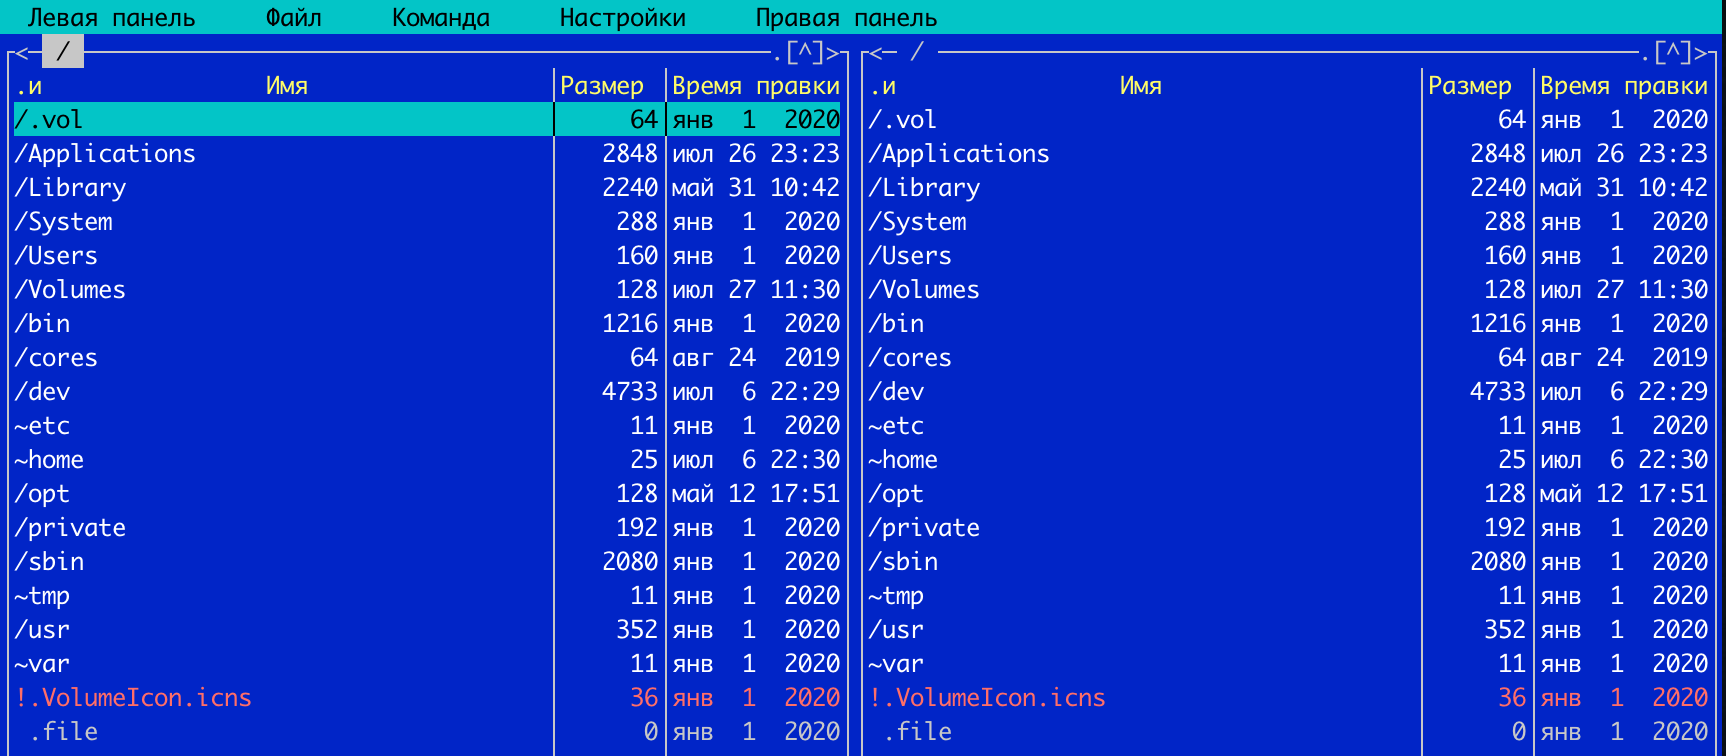 Левая панель Файл Команда Настройки Правая панель
<─ / .[^]> <─ / .[^]>
.и Имя Размер Время правки .и Имя Размер Время правки
/.vol 64 янв 1 2020 /.vol 64 янв 1 2020
/Applications 2848 июл 26 23:23 /Applications 2848 июл 26 23:23
/Library 2240 май 31 10:42 /Library 2240 май 31 10:42
/System 288 янв 1 2020 /System 288 янв 1 2020
/Users 160 янв 1 2020 /Users 160 янв 1 2020
/Volumes 128 июл 27 11:30 /Volumes 128 июл 27 11:30
/bin 1216 янв 1 2020 /bin 1216 янв 1 2020
/cores 64 авг 24 2019 /cores 64 авг 24 2019
/dev 4733 июл 6 22:29 /dev 4733 июл 6 22:29
~etc 11 янв 1 2020 ~etc 11 янв 1 2020
~home 25 июл 6 22:30 ~home 25 июл 6 22:30
/opt 128 май 12 17:51 /opt 128 май 12 17:51
/private 192 янв 1 2020 /private 192 янв 1 2020
/sbin 2080 янв 1 2020 /sbin 2080 янв 1 2020
~tmp 11 янв 1 2020 ~tmp 11 янв 1 2020
/usr 352 янв 1 2020 /usr 352 янв 1 2020
~var 11 янв 1 2020 ~var 11 янв 1 2020
!.VolumeIcon.icns 36 янв 1 2020 !.VolumeIcon.icns 36 янв 1 2020
.file 0 янв 1 2020 .file 0 янв 1 2020